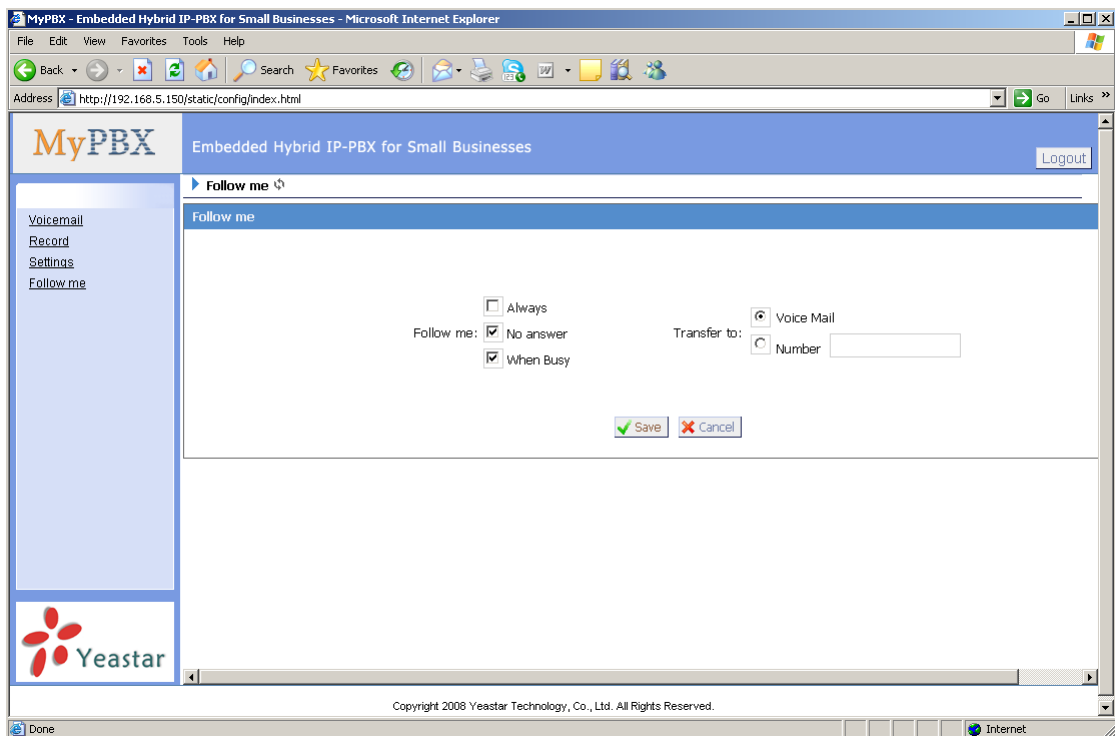 MyPBX - Embedded Hybrid IP-PBX for Small Businesses - Microsoft Internet Explorer
File Edit View Favorites Tools Help
Back Search Favorites
Address http://192.168.5.150/static/config/index.html Go Links »
MyPBX
Embedded Hybrid IP-PBX for Small Businesses
Logout
Follow me
Follow me
Voicemail
Record
Settings
Follow me
Always
Follow me: No answer
When Busy
Transfer to: Voice Mail
Number
Save Cancel
Yeastar
Copyright 2008 Yeastar Technology, Co., Ltd. All Rights Reserved.
Done Internet